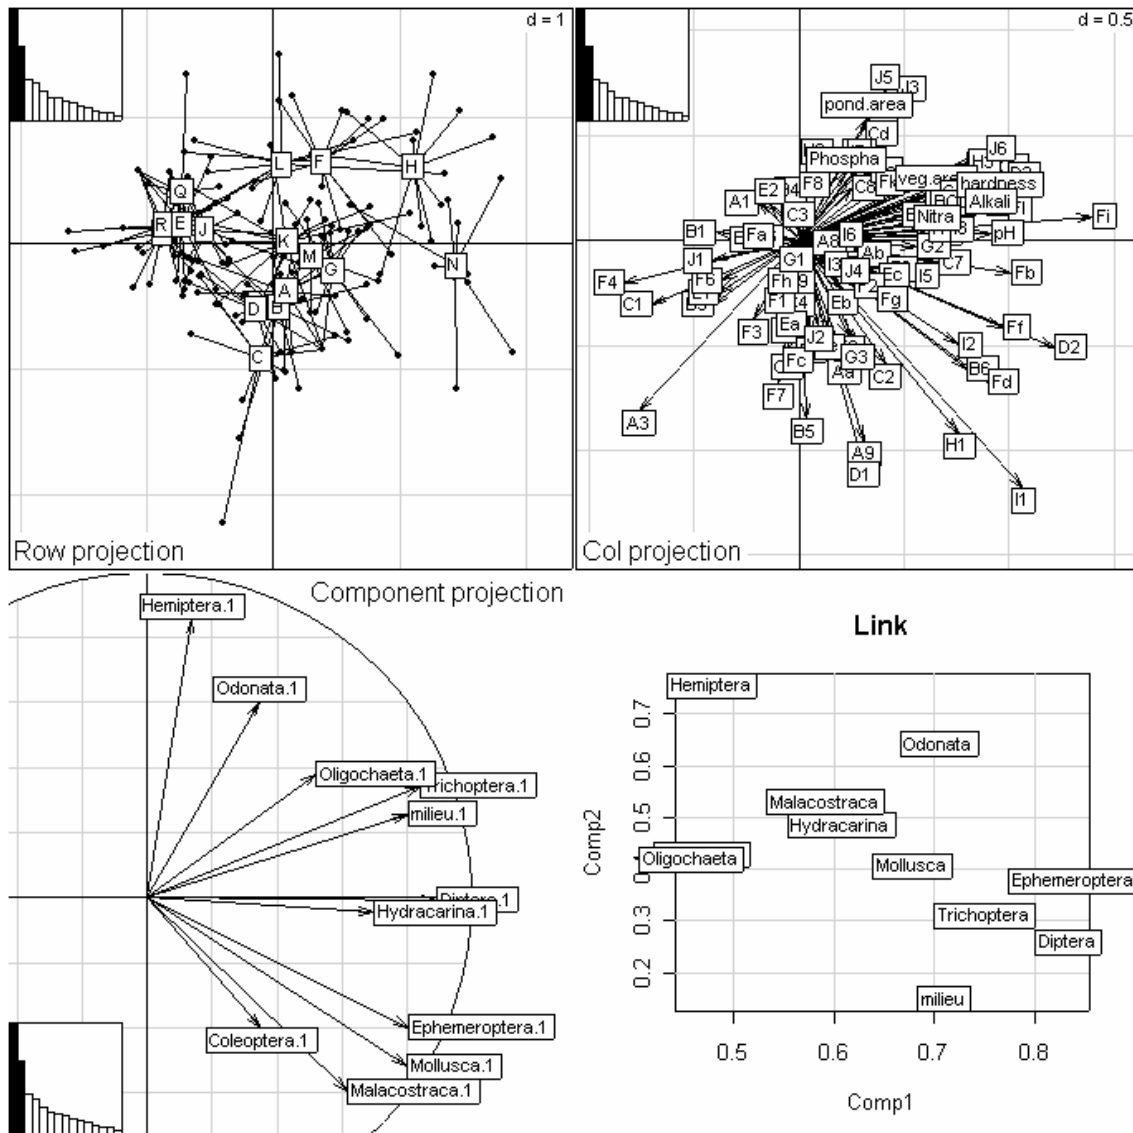 d = 1
L
F
H
Q
R
E
J
K
M
G
N
A
D
B
C
Row projection
d = 0.5
J5
J3
pond.area
Cd
Phospha
J6
H5
E2
A1
F8
C8
veg.are
hardness
Alkali
C3
Nitra
Fi
B1
Fa
I6
A8
pH
G2
J1
G1
Ab
C7
I3
J4
Ec
I5
Fb
F4
F6
Fh
C1
F1
Eb
Fg
F3
Ea
J2
Ff
I2
D2
Fc
G3
Aa
C2
B6
Fd
F7
A3
B5
A9
D1
H1
I1
Col projection
Component projection
Hemiptera.1
Odonata.1
Oligochaeta.1
Trichoptera.1
milieu.1
Diptera.1
Hydracarina.1
Ephemeroptera.1
Coleoptera.1
Mollusca.1
Malacostraca.1
Link
Hemiptera
Odonata
Malacostraca
Hydracarina
Oligochaeta
Mollusca
Ephemeroptera
Trichoptera
Diptera
milieu
0.7
0.6
0.5
0.3
0.2
Comp2
0.5 0.6 0.7 0.8
Comp1